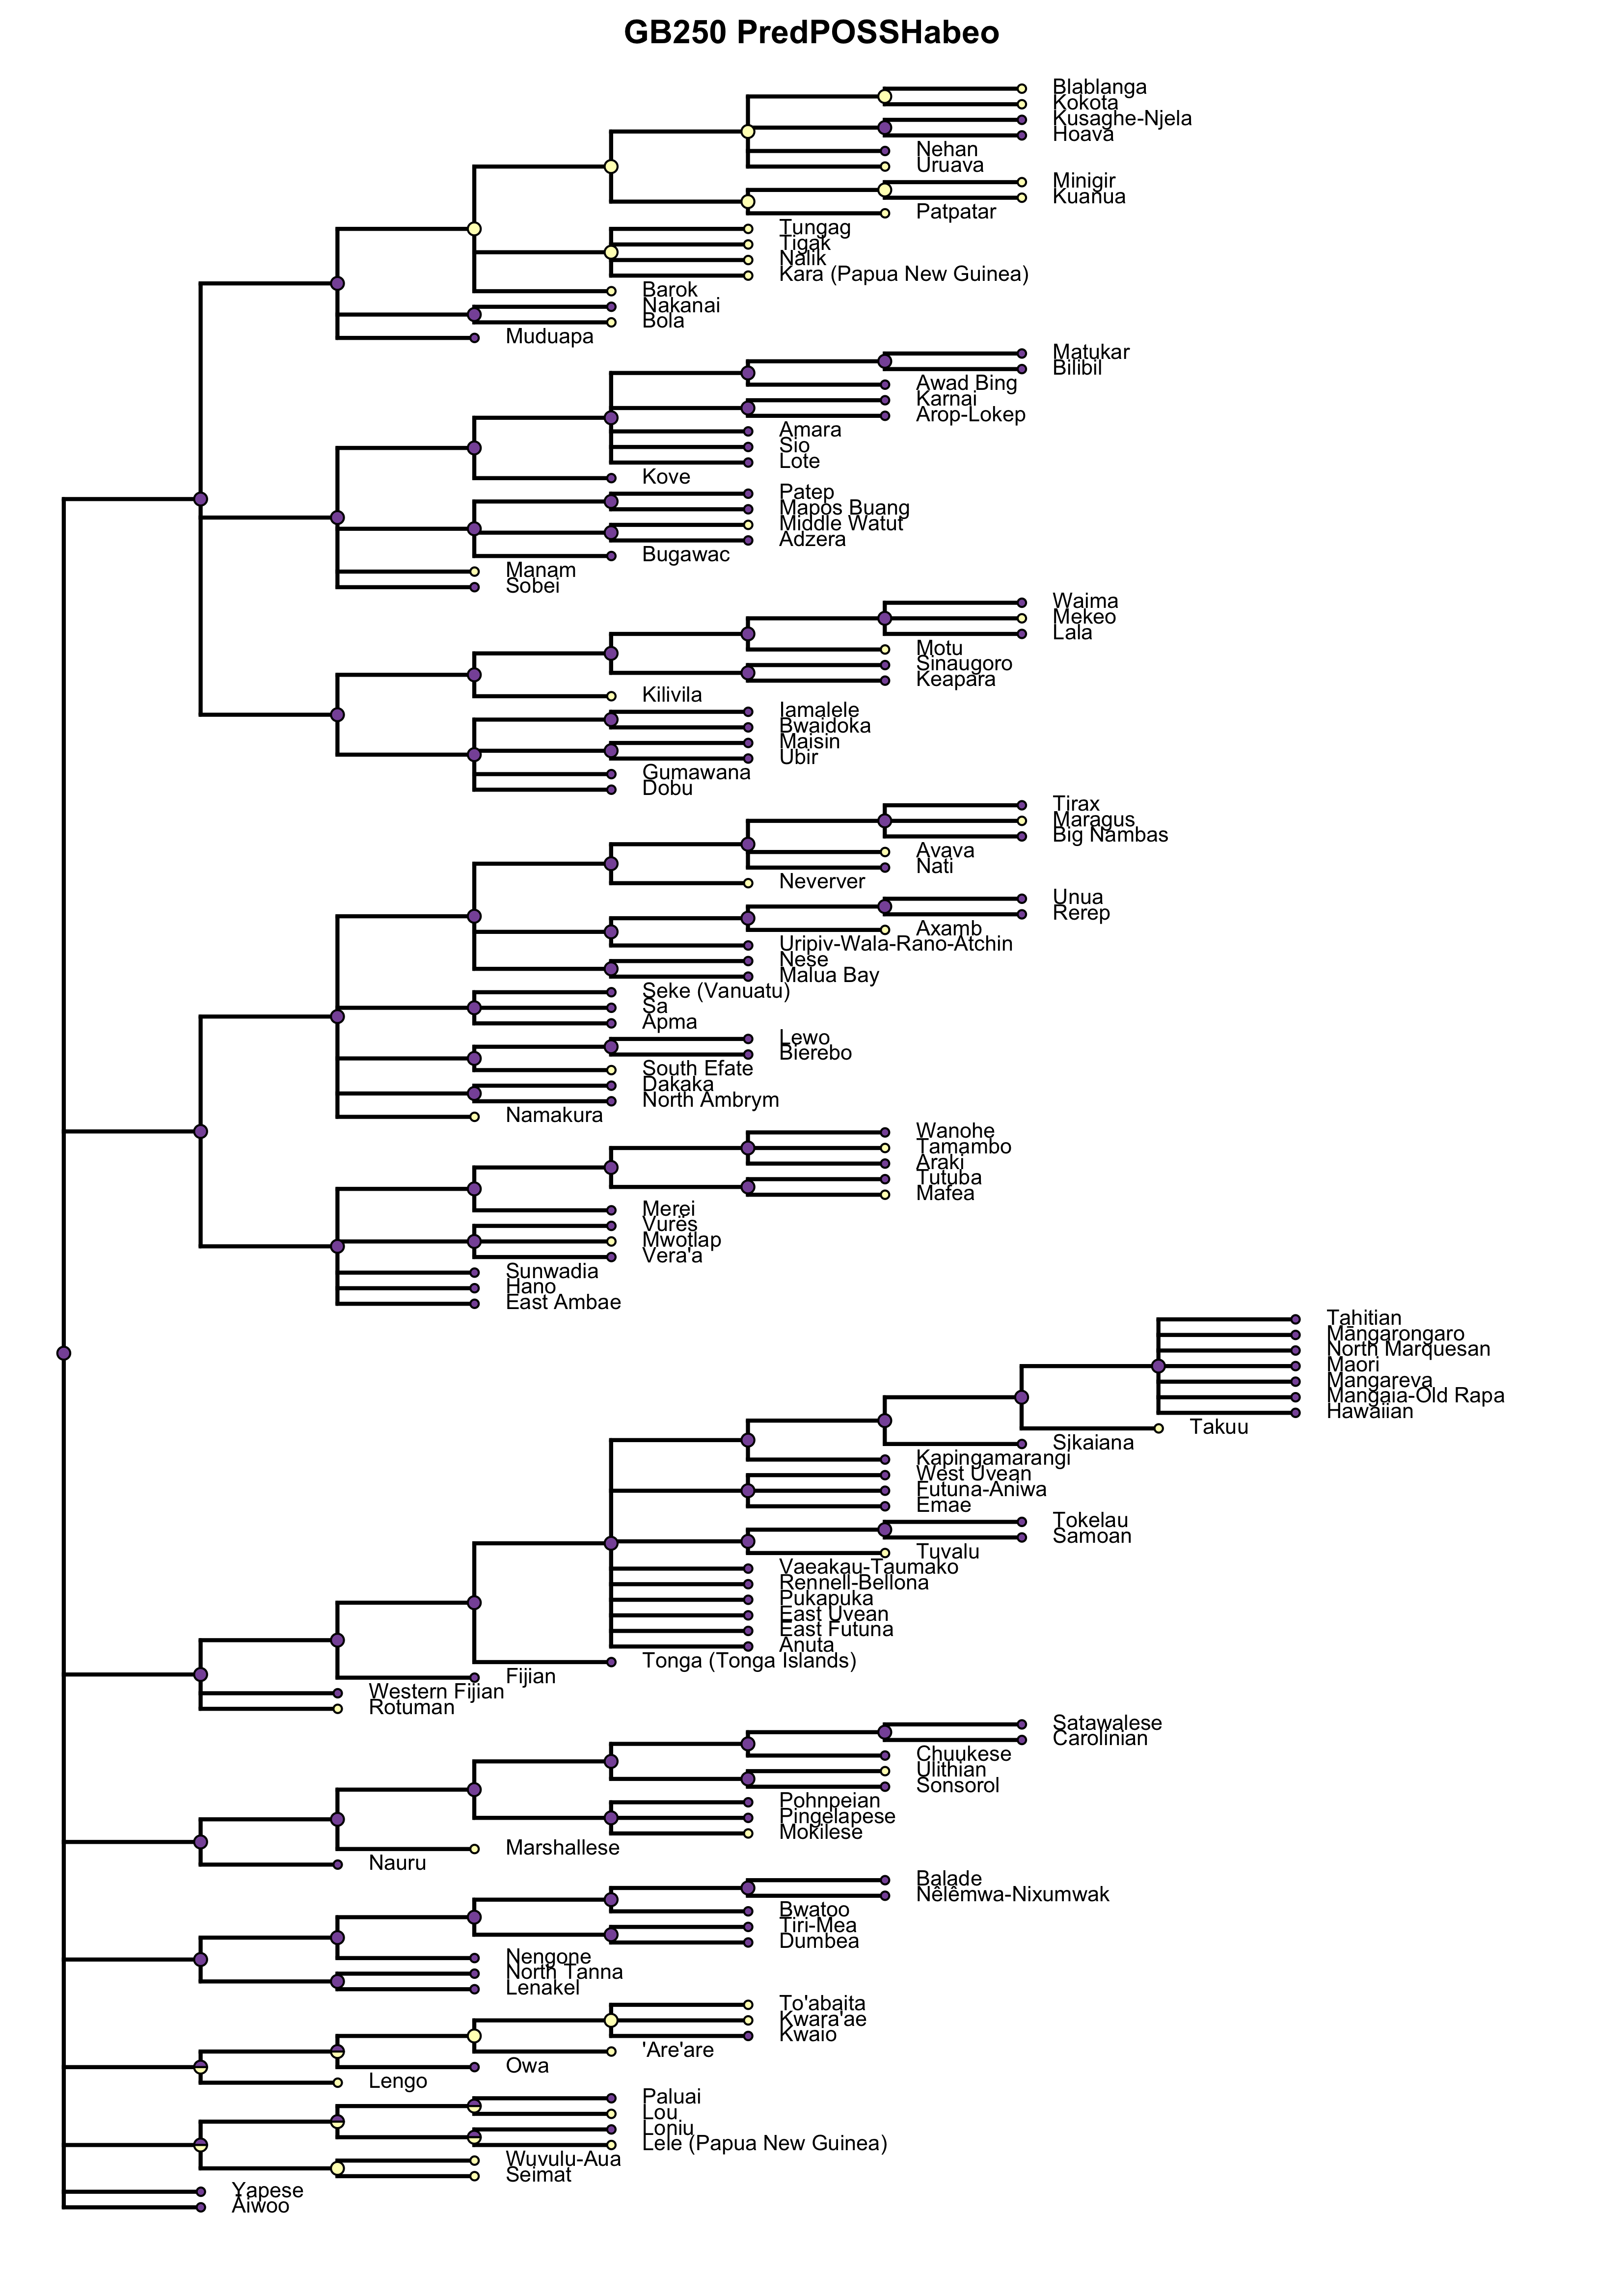 GB250 PredPOSSHabeo
Blablanga
Kokota
Kusaghe-Njela
Hoava
Nehan
Uruava
Minigir
Kuanua
Patpatar
Tungag
Tigak
Nalik
Kara (Papua New Guinea)
Barok
Nakanai
Bola
Muduapa
Matukar
Bilibil
Awad Bing
Karnai
Arop-Lokep
Amara
Sio
Lote
Kove
Patep
Mapos Buang
Middle Watut
Adzera
Bugawac
Manam
Sobei
Waima
Mekeo
Lala
Motu
Sinaugoro
Keapara
Kilivila
Iamalele
Bwaidoka
Maisin
Ubir
Gumawana
Dobu
Tirax
Maragus
Big Nambas
Avava
Nati
Neverver
Unua
Rerep
Axamb
Uripiv-Wala-Rano-Atchin
Nese
Malua Bay
Seke (Vanuatu)
Sa
Apma
Lewo
Bierebo
South Efate
Dakaka
North Ambrym
Namakura
Wanohe
Tamambo
Araki
Tutuba
Mafea
Merei
Vurës
Mwotlap
Vera'a
Sunwadia
Hano
East Ambae
Tahitian
Mangarongaro
North Marquesan
Maori
Mangareva
Mangaia-Old Rapa
Hawaiian
Takuu
Sikaiana
Kapingamarangi
West Uvean
Futuna-Aniwa
Emae
Tokelau
Samoan
Tuvalu
Vaeakau-Taumako
Rennell-Bellona
Pukapuka
East Uvean
East Futuna
Anuta
Tonga (Tonga Islands)
Fijian
Western Fijian
Rotuman
Satawalese
Carolinian
Chuukese
Ulithian
Sonsorol
Pohnpeian
Pingelapese
Mokilese
Marshallese
Nauru
Balade
Nêlêmwa-Nixumwak
Bwatoo
Tiri-Mea
Dumbea
Nengone
North Tanna
Lenakel
To'abaita
Kwara'ae
Kwaio
'Are'are
Owa
Lengo
Paluai
Lou
Loniu
Lele (Papua New Guinea)
Wuvulu-Aua
Seimat
Yapese
Äiwoo